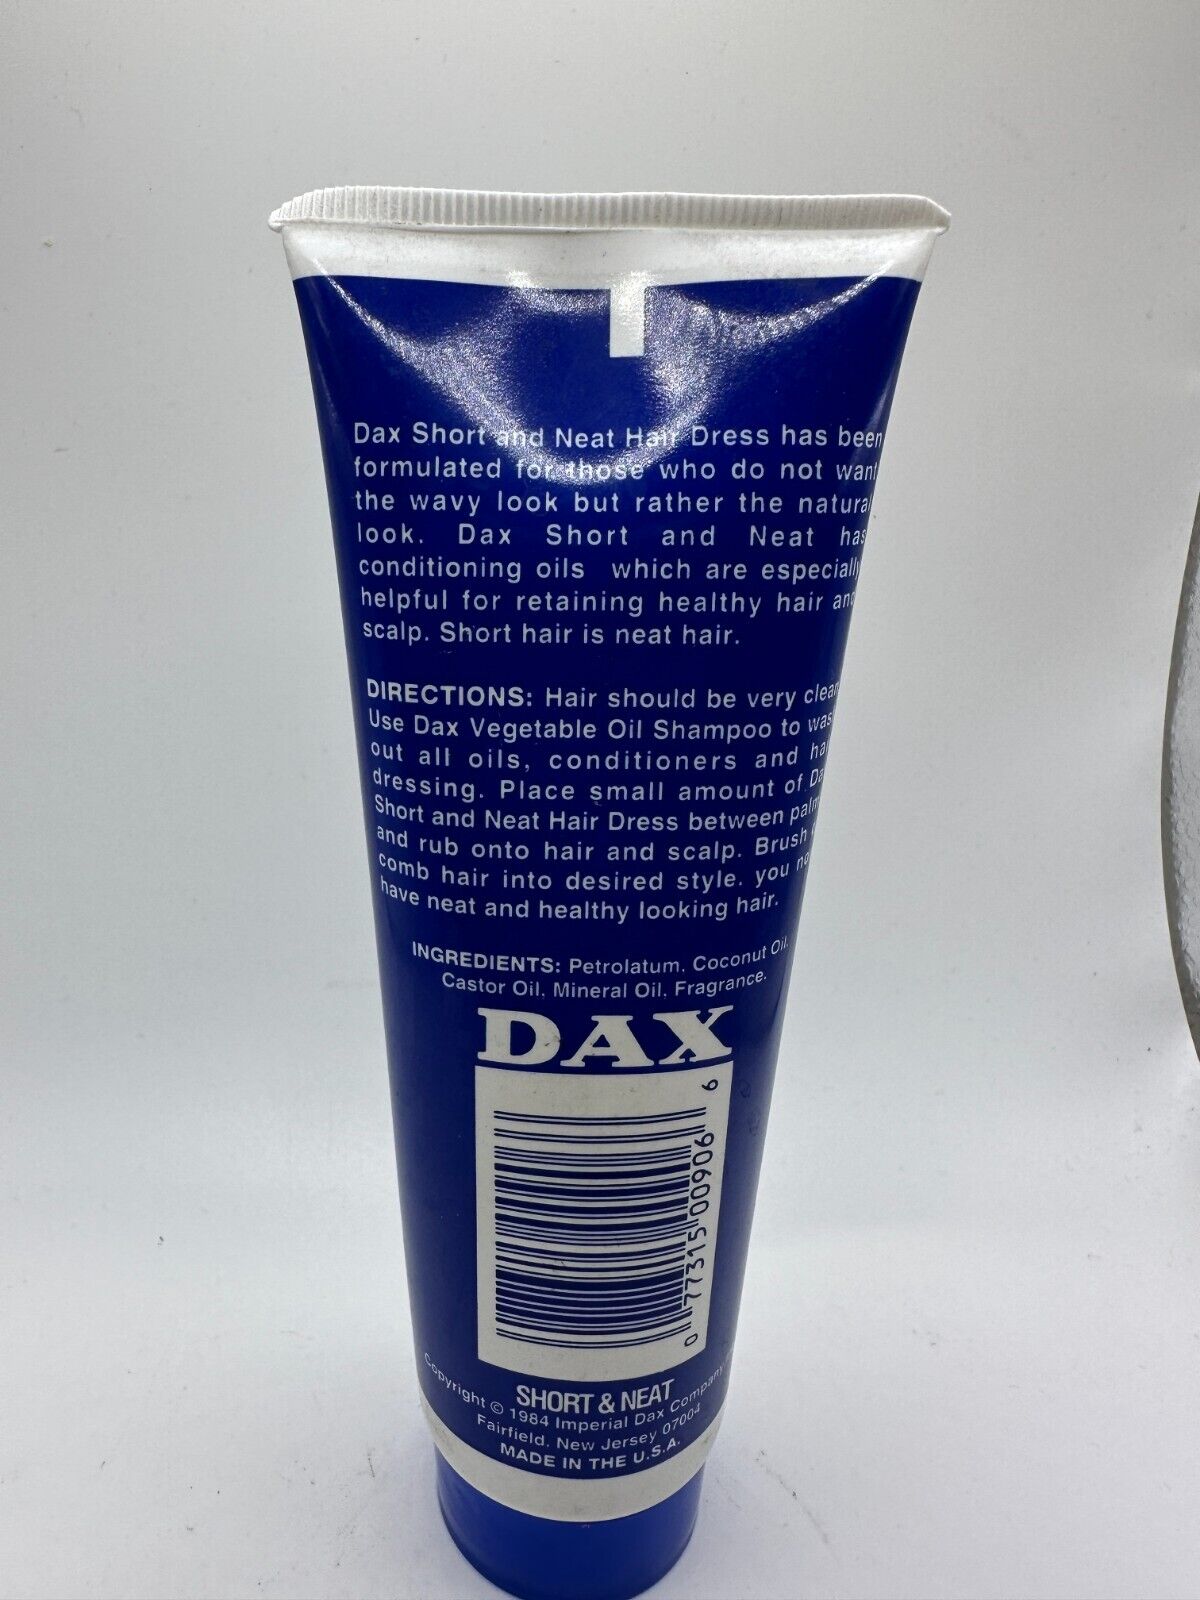 Dax Short and Neat Hair Dress has been
formulated for those who do not want
the wavy look but rather the natural
look. Dax Short and Neat has
conditioning oils which are especially
helpful for retaining healthy hair and
scalp. Short hair is neat hair.
DIRECTIONS: Hair should be very clean
Use Dax Vegetable Oil Shampoo to wash
out all oils, conditioners and hair
dressing. Place small amount of Dax
Short and Neat Hair Dress between palms
and rub onto hair and scalp. Brush
comb hair into desired style. you
have neat and healthy looking hair.
INGREDIENTS: Petrolatum, Coconut Oil,
Castor Oil, Mineral Oil, Fragrance.
DAX
0 77315 00906 6
SHORT & NEAT
Copyright © 1984 Imperial Dax Company
Fairfield, New Jersey 07004
MADE IN THE U.S.A.